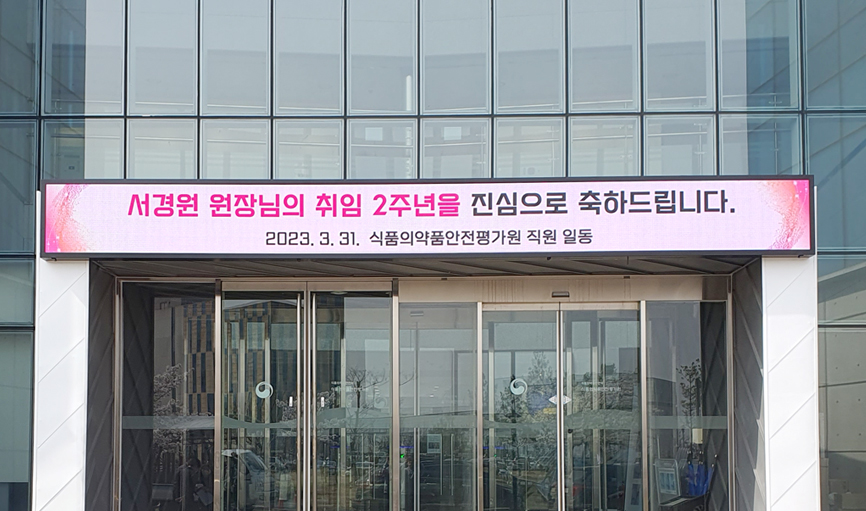 서경원 원장님의 취임 2주년을 진심으로 축하드립니다.
2023. 3. 31. 식품의약품안전평가원 직원 일동